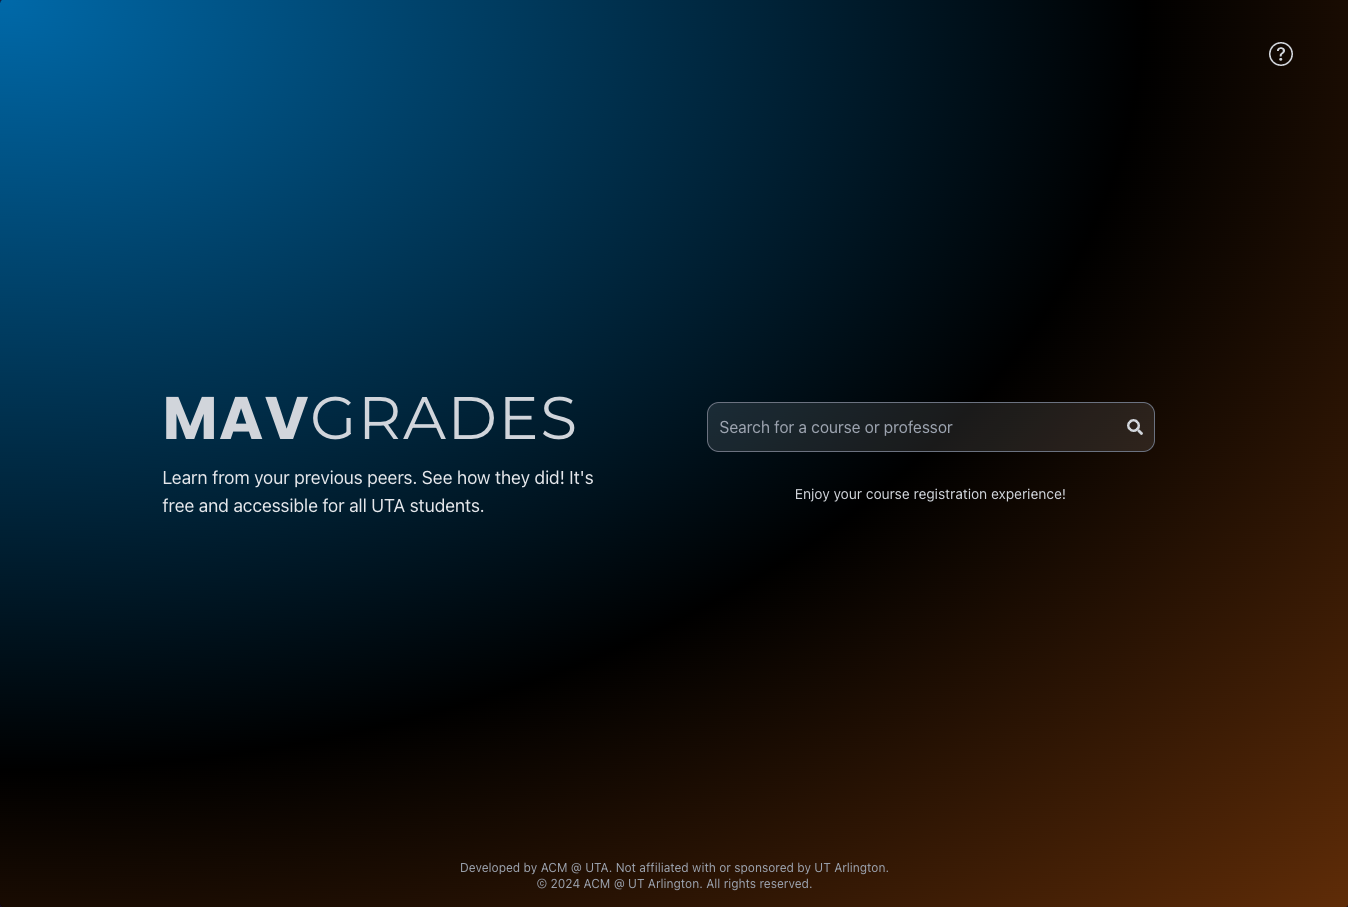 MAVGRADES
Learn from your previous peers. See how they did! It's
free and accessible for all UTA students.
Search for a course or professor
Enjoy your course registration experience!
Developed by ACM @ UTA. Not affiliated with or sponsored by UT Arlington.
© 2024 ACM @ UT Arlington. All rights reserved.